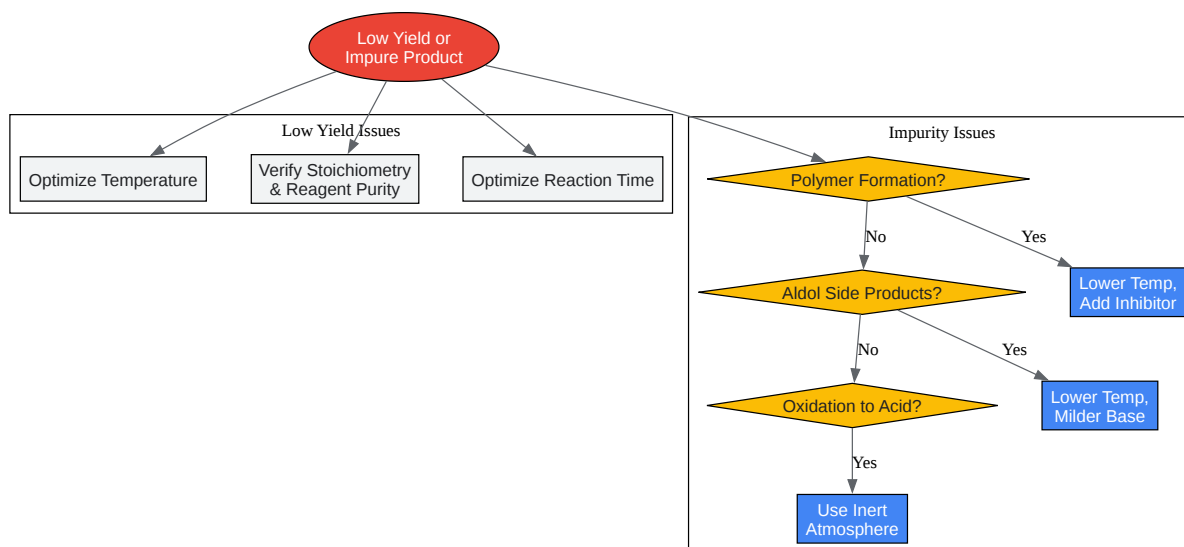 Low Yield or
Impure Product
Low Yield Issues
Optimize Temperature
Verify Stoichiometry
& Reagent Purity
Optimize Reaction Time
Impurity Issues
Polymer Formation?
No
Yes
Lower Temp,
Add Inhibitor
Aldol Side Products?
No
Yes
Lower Temp,
Milder Base
Oxidation to Acid?
Yes
Use Inert
Atmosphere